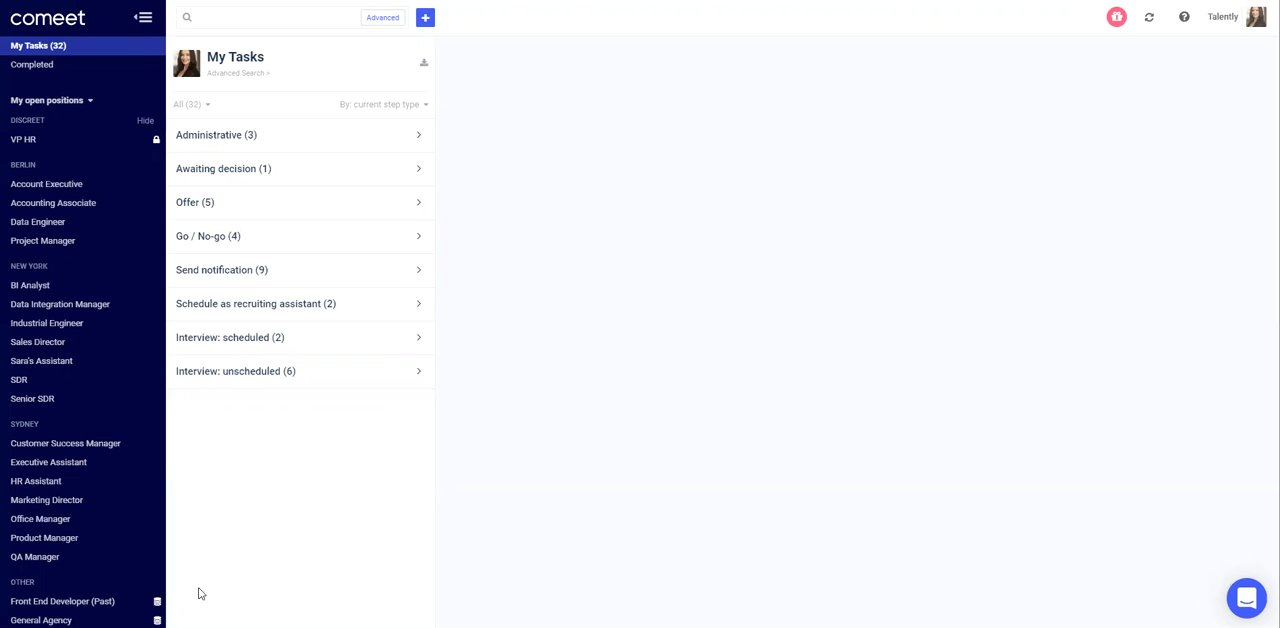 comeet
My Tasks (32)
Completed
My open positions
DISCREET Hide
VP HR
BERLIN
Account Executive
Accounting Associate
Data Engineer
Project Manager
NEW YORK
BI Analyst
Data Integration Manager
Industrial Engineer
Sales Director
Sara's Assistant
SDR
Senior SDR
SYDNEY
Customer Success Manager
Executive Assistant
HR Assistant
Marketing Director
Office Manager
Product Manager
QA Manager
OTHER
Front End Developer (Past)
General Agency
Advanced +
Talently
My Tasks
Advanced Search »
All (32) By: current step type
Administrative (3)
Awaiting decision (1)
Offer (5)
Go / No-go (4)
Send notification (9)
Schedule as recruiting assistant (2)
Interview: scheduled (2)
Interview: unscheduled (6)